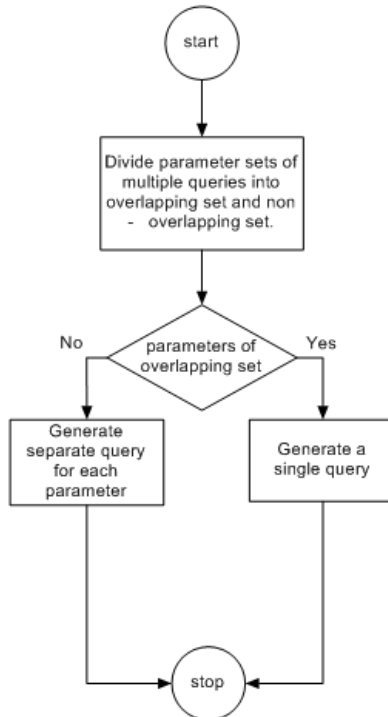 start
Divide parameter sets of
multiple queries into
overlapping set and non
- overlapping set.
No
Yes
parameters of
overlapping set
Generate
separate query
for each
parameter
Generate a
single query
stop